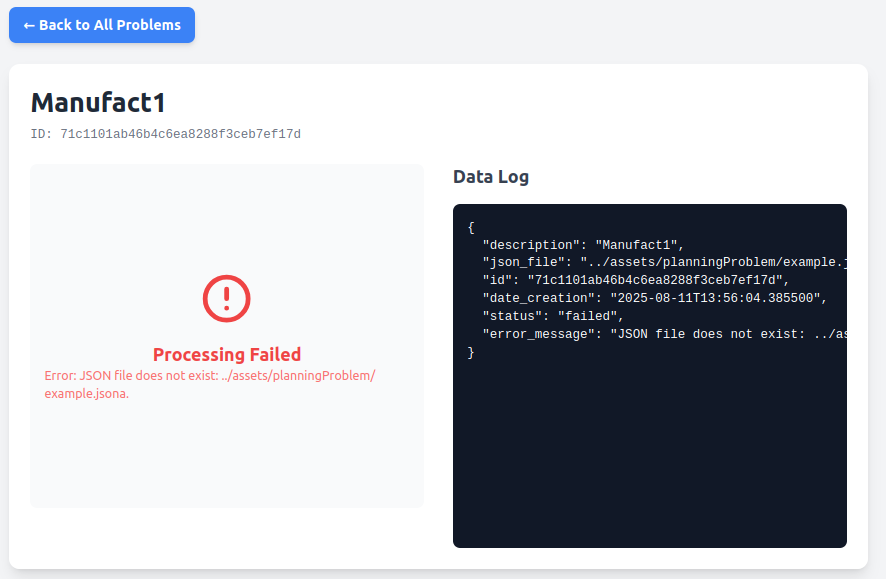 ← Back to All Problems
Manufact1
ID: 71c1101ab46b4c6ea8288f3ceb7ef17d
Processing Failed
Error: JSON file does not exist: ../assets/planningProblem/
example.jsona.
Data Log
{
  "description": "Manufact1",
  "json_file": "../assets/planningProblem/example.j
  "id": "71c1101ab46b4c6ea8288f3ceb7ef17d",
  "date_creation": "2025-08-11T13:56:04.385500",
  "status": "failed",
  "error_message": "JSON file does not exist: ../as
}